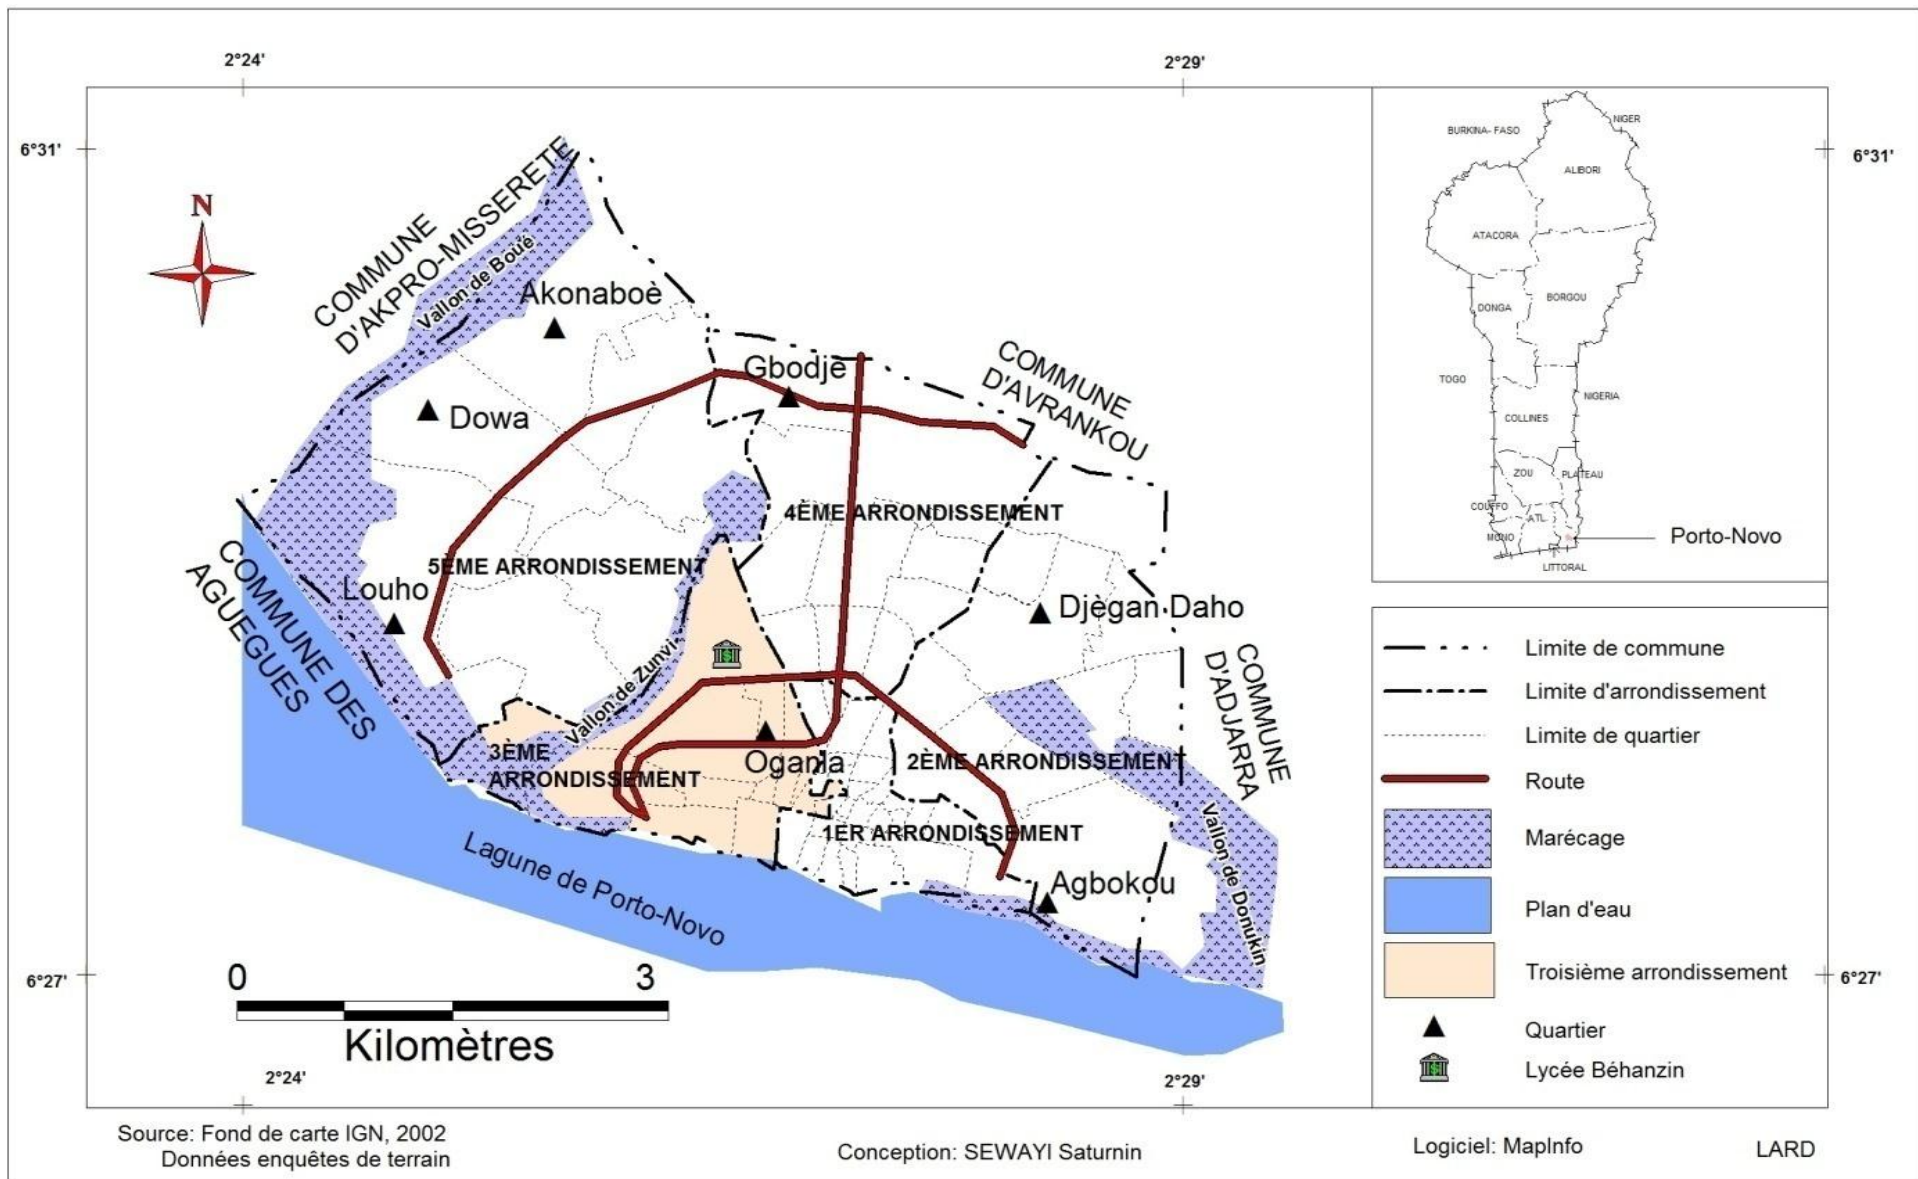 2°24'
2°29'
6°31'
6°31'
N
COMMUNE
D'AKPRO-MISSERETE
Vallon de Boué
Akonaboè
Dowa
Gbodjè
COMMUNE
D'AVRANKOU
4ÈME ARRONDISSEMENT
5ÈME ARRONDISSEMENT
Louho
COMMUNE DES
AGUEGUES
Djègan Daho
Vallon de Zunvi
COMMUNE
D'ADJARRA
3ÈME
ARRONDISSEMENT
Oganla
2ÈME ARRONDISSEMENT
1ER ARRONDISSEMENT
Vallon de Donukin
Lagune de Porto-Novo
Agbokou
6°27'
6°27'
0
3
Kilomètres
2°24'
2°29'
BURKINA- FASO
NIGER
ALIBORI
ATACORA
DONGA
BORGOU
TOGO
NIGERIA
COLLINES
ZOU
PLATEAU
COUFFO
ATL
MONO
LITTORAL
Porto-Novo
Limite de commune
Limite d'arrondissement
Limite de quartier
Route
Marécage
Plan d'eau
Troisième arrondissement
Quartier
Lycée Béhanzin
Source: Fond de carte IGN, 2002
Données enquêtes de terrain
Conception: SEWAYI Saturnin
Logiciel: MapInfo
LARD